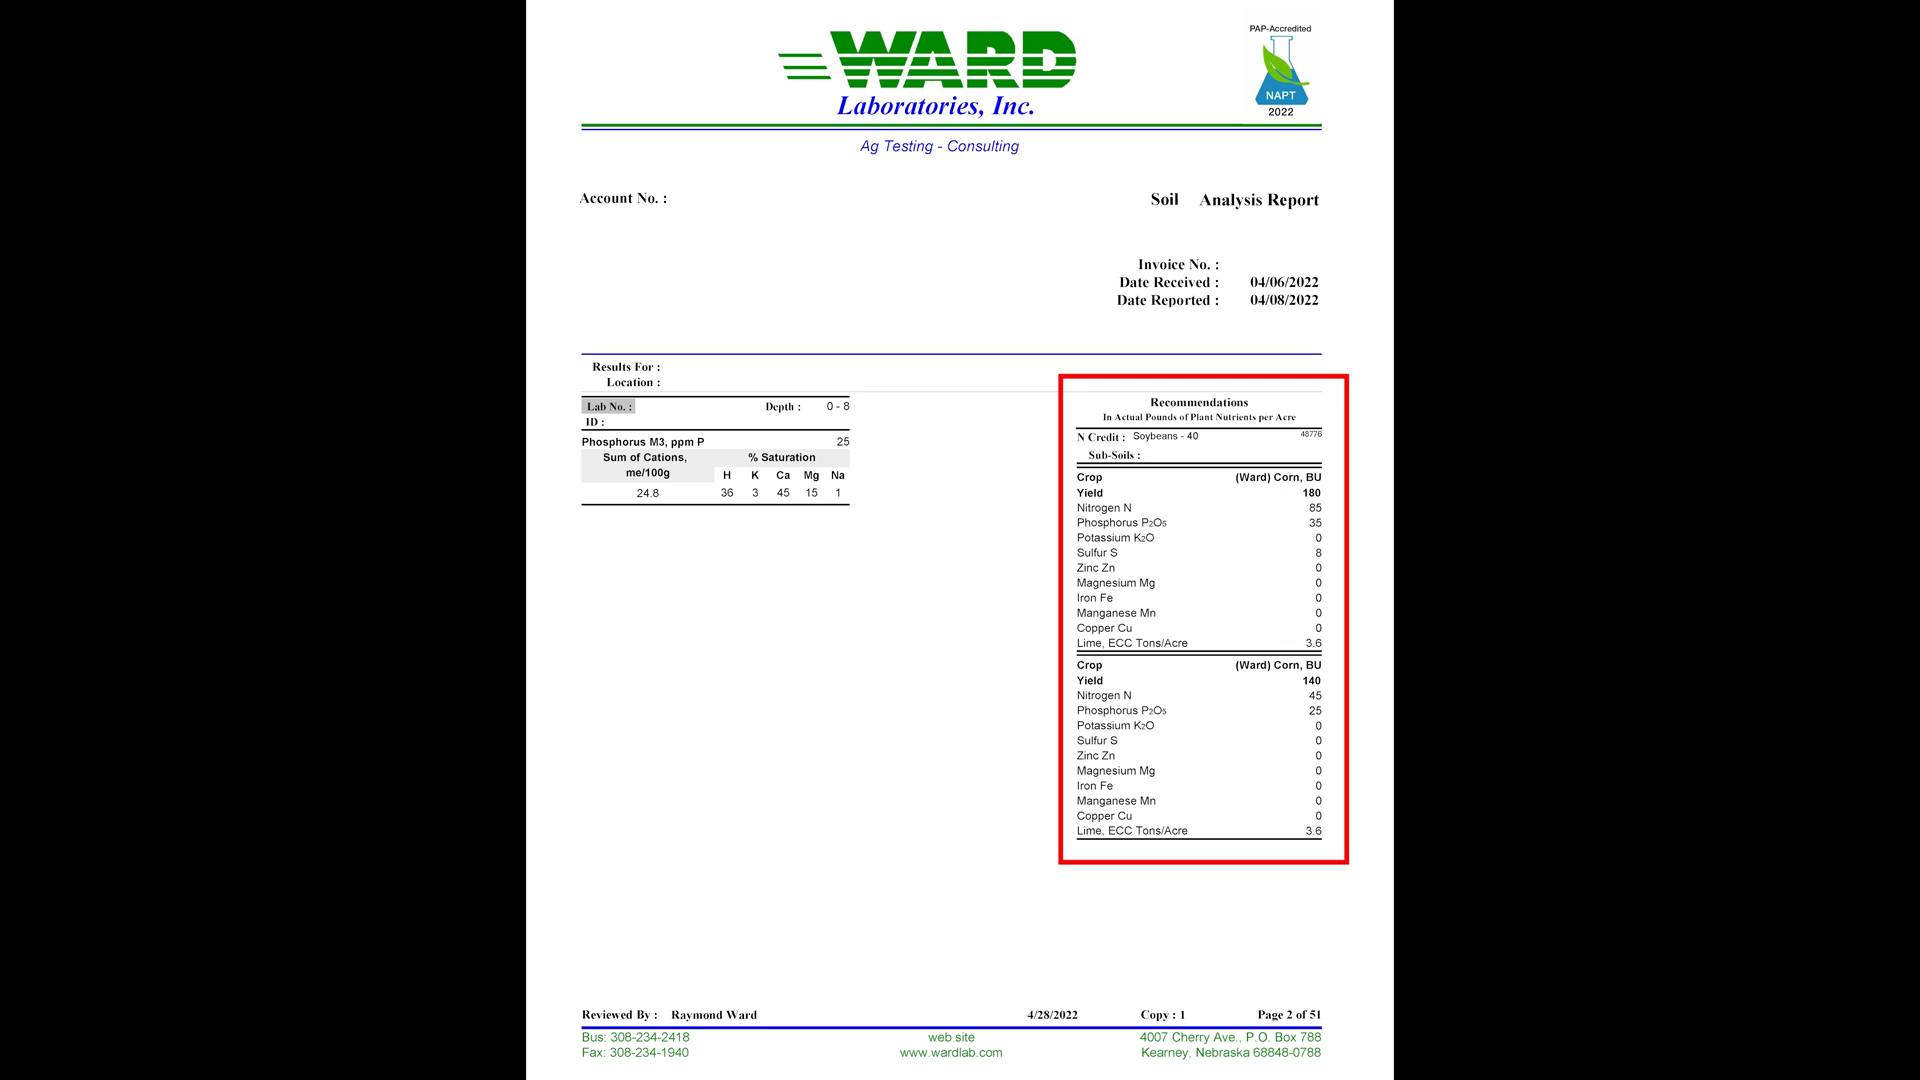 WARD
Laboratories, Inc.
PAP-Accredited
NAPT
2022
Ag Testing - Consulting
Account No. :
Soil Analysis Report
Invoice No. :
Date Received : 04/06/2022
Date Reported : 04/08/2022
Results For :
Location :
Lab No. : Depth : 0 - 8
ID :
Phosphorus M3, ppm P 25
Sum of Cations, % Saturation
me/100g H K Ca Mg Na
24.8 36 3 45 15 1
Recommendations
In Actual Pounds of Plant Nutrients per Acre
N Credit : Soybeans - 40 48776
Sub-Soils :
Crop (Ward) Corn, BU
Yield 180
Nitrogen N 85
Phosphorus P2O5 35
Potassium K2O 0
Sulfur S 8
Zinc Zn 0
Magnesium Mg 0
Iron Fe 0
Manganese Mn 0
Copper Cu 0
Lime, ECC Tons/Acre 3.6
Crop (Ward) Corn, BU
Yield 140
Nitrogen N 45
Phosphorus P2O5 25
Potassium K2O 0
Sulfur S 0
Zinc Zn 0
Magnesium Mg 0
Iron Fe 0
Manganese Mn 0
Copper Cu 0
Lime, ECC Tons/Acre 3.6
Reviewed By : Raymond Ward 4/28/2022 Copy : 1 Page 2 of 51
Bus: 308-234-2418 web site 4007 Cherry Ave., P.O. Box 788
Fax: 308-234-1940 www.wardlab.com Kearney, Nebraska 68848-0788